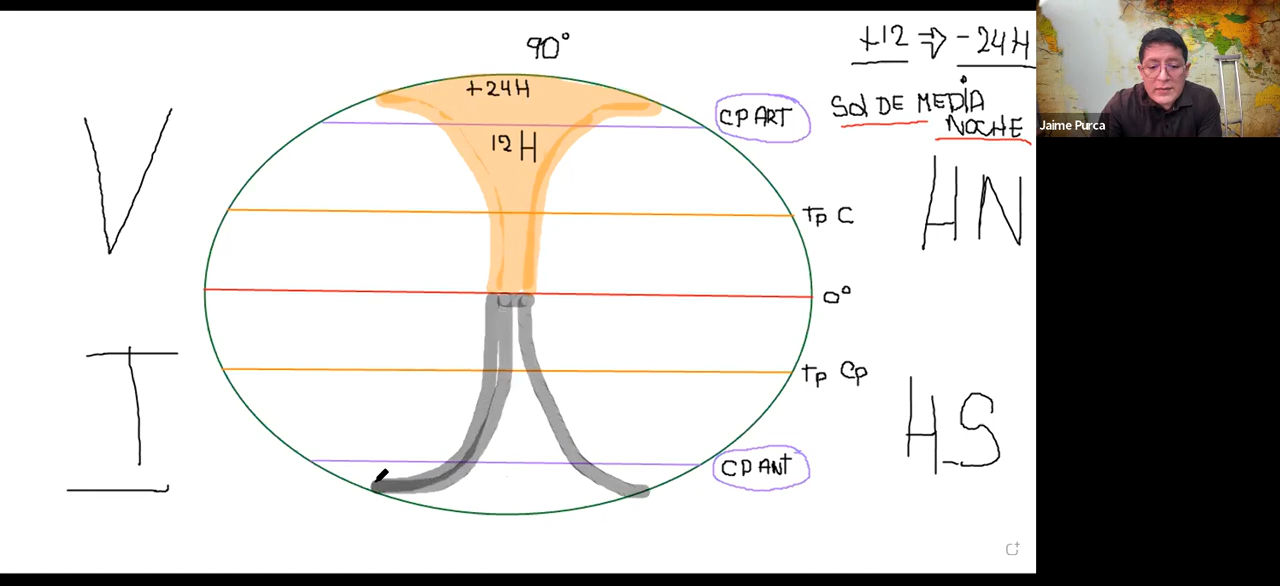 90°
+12 ⇒ -24H
+24H
SOl DE MEDIA
NOCHE
CP ART
Jaime Purca
12H
V
HN
Tp C
0°
I
Tp Cp
HS
CP ANT